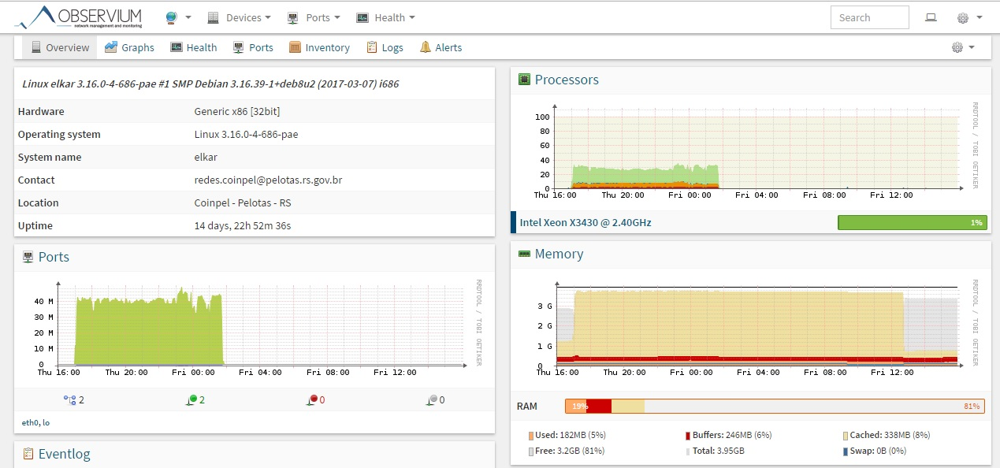 OBSERVIUM
network management and monitoring
Devices
Ports
Health
Search
Overview
Graphs
Health
Ports
Inventory
Logs
Alerts
Linux elkar 3.16.0-4-686-pae #1 SMP Debian 3.16.39-1+deb8u2 (2017-03-07) i686
Hardware Generic x86 [32bit]
Operating system Linux 3.16.0-4-686-pae
System name elkar
Contact redes.coinpel@pelotas.rs.gov.br
Location Coinpel - Pelotas - RS
Uptime 14 days, 22h 52m 36s
Ports
40 M
30 M
20 M
10 M
0
Thu 16:00 Thu 20:00 Fri 00:00 Fri 04:00 Fri 08:00 Fri 12:00
RRDTOOL / TOBI OETIKER
2 2 0 0
eth0, lo
Eventlog
Processors
100
80
60
40
20
0
Thu 16:00 Thu 20:00 Fri 00:00 Fri 04:00 Fri 08:00 Fri 12:00
RRDTOOL / TOBI OETIKER
Intel Xeon X3430 @ 2.40GHz 1%
Memory
3 G
2 G
1 G
0
Thu 16:00 Thu 20:00 Fri 00:00 Fri 04:00 Fri 08:00 Fri 12:00
RRDTOOL / TOBI OETIKER
RAM 19% 81%
Used: 182MB (5%) Buffers: 246MB (6%) Cached: 338MB (8%)
Free: 3.2GB (81%) Total: 3.95GB Swap: 0B (0%)